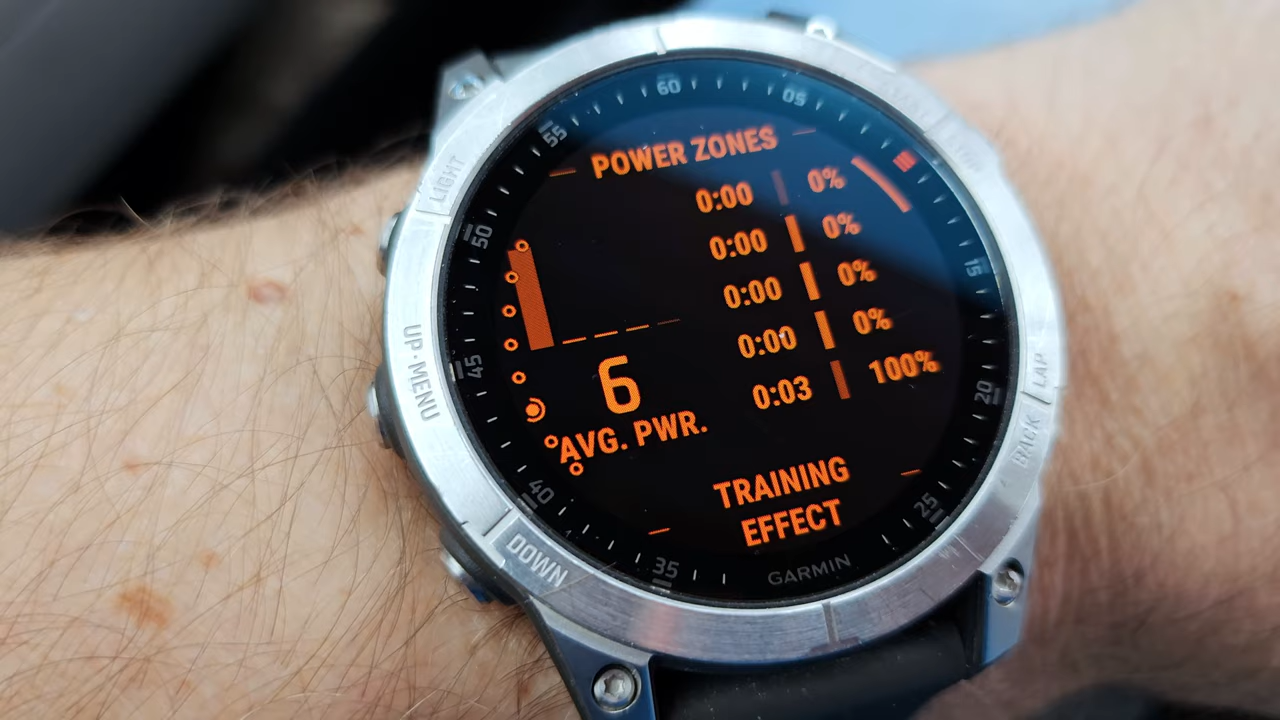 60
05
55
LIGHT
POWER ZONES
0:00 0%
50
0:00 0%
15
0:00 0%
UP·MENU
45
0:00 0%
6
0:03 100%
20
LAP
AVG. PWR.
BACK
TRAINING
EFFECT
40
25
DOWN
35
GARMIN